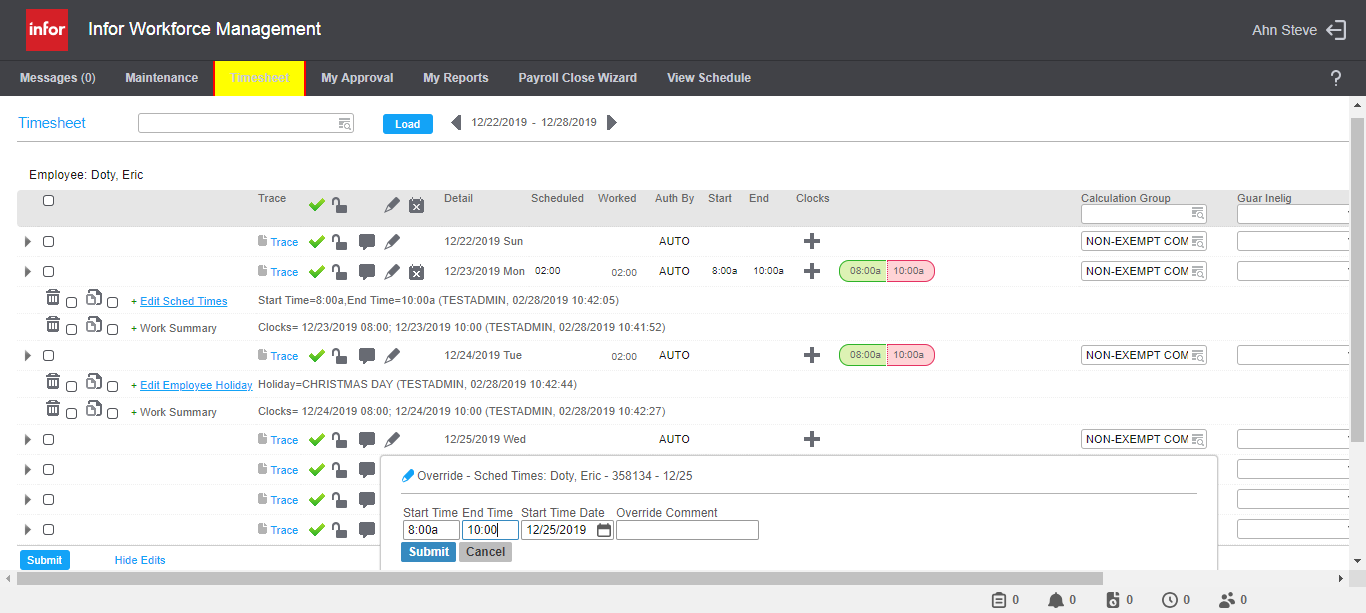 infor Infor Workforce Management Ahn Steve
Messages (0) Maintenance Timesheet My Approval My Reports Payroll Close Wizard View Schedule ?
Timesheet Load 12/22/2019 - 12/28/2019
Employee: Doty, Eric
Trace Detail Scheduled Worked Auth By Start End Clocks Calculation Group Guar Inelig
Trace 12/22/2019 Sun AUTO NON-EXEMPT COM
Trace 12/23/2019 Mon 02:00 02:00 AUTO 8:00a 10:00a 08:00a 10:00a NON-EXEMPT COM
+ Edit Sched Times Start Time=8:00a,End Time=10:00a (TESTADMIN, 02/28/2019 10:42:05)
+ Work Summary Clocks= 12/23/2019 08:00; 12/23/2019 10:00 (TESTADMIN, 02/28/2019 10:41:52)
Trace 12/24/2019 Tue 02:00 AUTO 08:00a 10:00a NON-EXEMPT COM
+ Edit Employee Holiday Holiday=CHRISTMAS DAY (TESTADMIN, 02/28/2019 10:42:44)
+ Work Summary Clocks= 12/24/2019 08:00; 12/24/2019 10:00 (TESTADMIN, 02/28/2019 10:42:27)
Trace 12/25/2019 Wed AUTO NON-EXEMPT COM
Trace
Trace
Trace
Override - Sched Times: Doty, Eric - 358134 - 12/25
Start Time End Time Start Time Date Override Comment
8:00a 10:00 12/25/2019
Submit Cancel
Submit Hide Edits
0 0 0 0 0